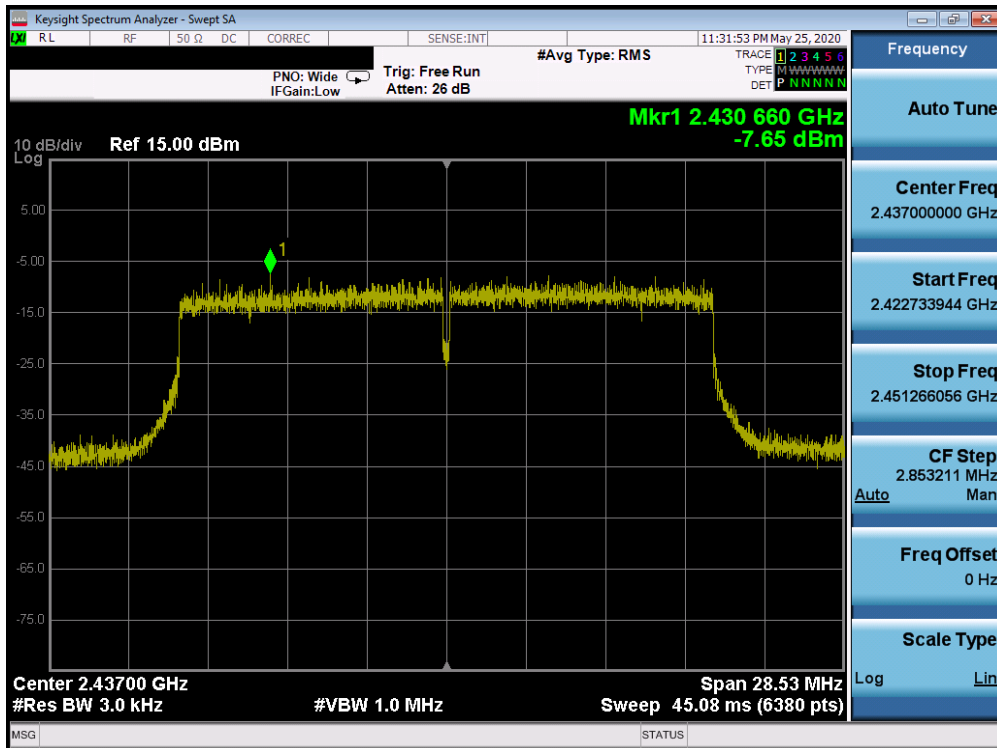 Keysight Spectrum Analyzer - Swept SA
LXI RL RF 50 Ω DC CORREC SENSE:INT 11:31:53 PM May 25, 2020
Frequency
#Avg Type: RMS
TRACE 1 2 3 4 5 6
PNO: Wide Trig: Free Run
TYPE M W W W W W
IFGain:Low Atten: 26 dB
DET P N N N N N
Auto Tune
Mkr1 2.430 660 GHz
10 dB/div Ref 15.00 dBm -7.65 dBm
Log
Center Freq
2.437000000 GHz
5.00
1
-5.00
Start Freq
2.422733944 GHz
-15.0
-25.0
Stop Freq
2.451266056 GHz
-35.0
CF Step
2.853211 MHz
Auto Man
-45.0
-55.0
Freq Offset
0 Hz
-65.0
-75.0
Scale Type
Log Lin
Center 2.43700 GHz Span 28.53 MHz
#Res BW 3.0 kHz #VBW 1.0 MHz Sweep 45.08 ms (6380 pts)
MSG STATUS